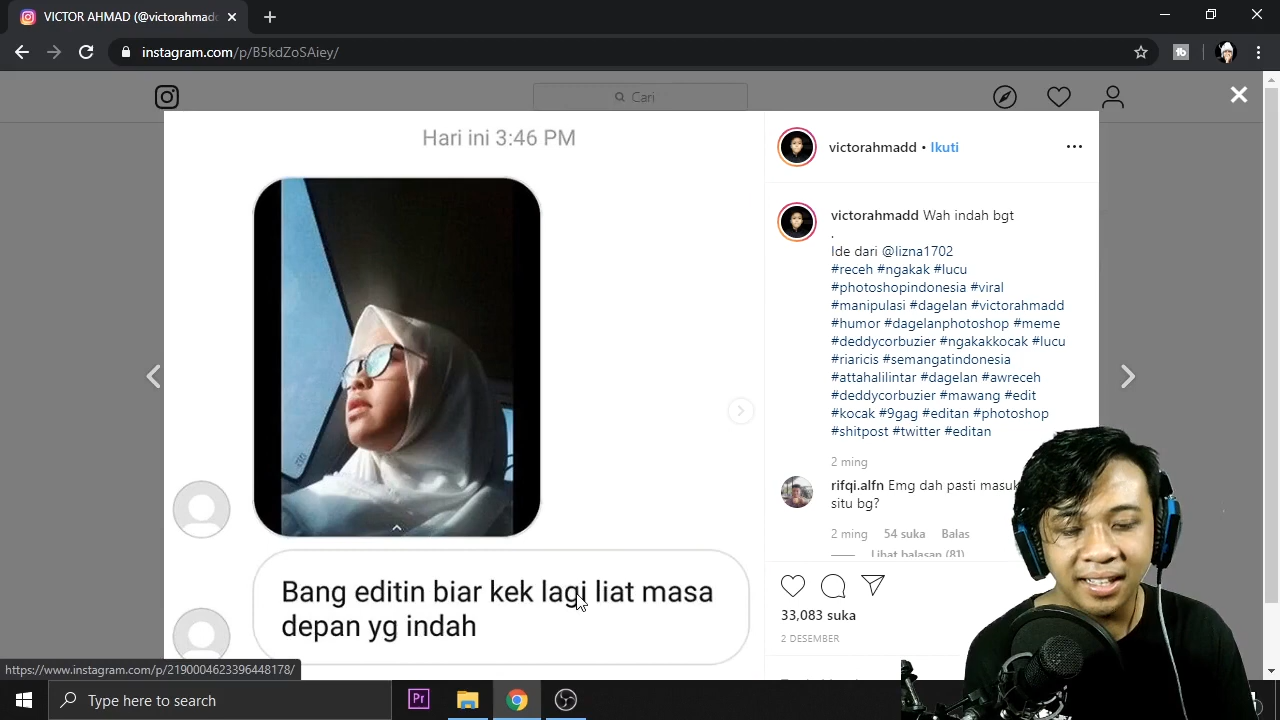 VICTOR AHMAD (@victorahmad
instagram.com/p/B5kdZoSAiey/
Cari
Hari ini 3:46 PM
Bang editin biar kek lagi liat masa
depan yg indah
victorahmadd • Ikuti
victorahmadd Wah indah bgt
.
Ide dari @lizna1702
#receh #ngakak #lucu
#photoshopindonesia #viral
#manipulasi #dagelan #victorahmadd
#humor #dagelanphotoshop #meme
#deddycorbuzier #ngakakkocak #lucu
#riaricis #semangatindonesia
#attahalilintar #dagelan #awreceh
#deddycorbuzier #mawang #edit
#kocak #9gag #editan #photoshop
#shitpost #twitter #editan
2 ming
rifqi.alfn Emg dah pasti masuk
situ bg?
2 ming 54 suka Balas
Lihat balasan (81)
33,083 suka
2 DESEMBER
https://www.instagram.com/p/2190004623396448178/
Type here to search
Pr